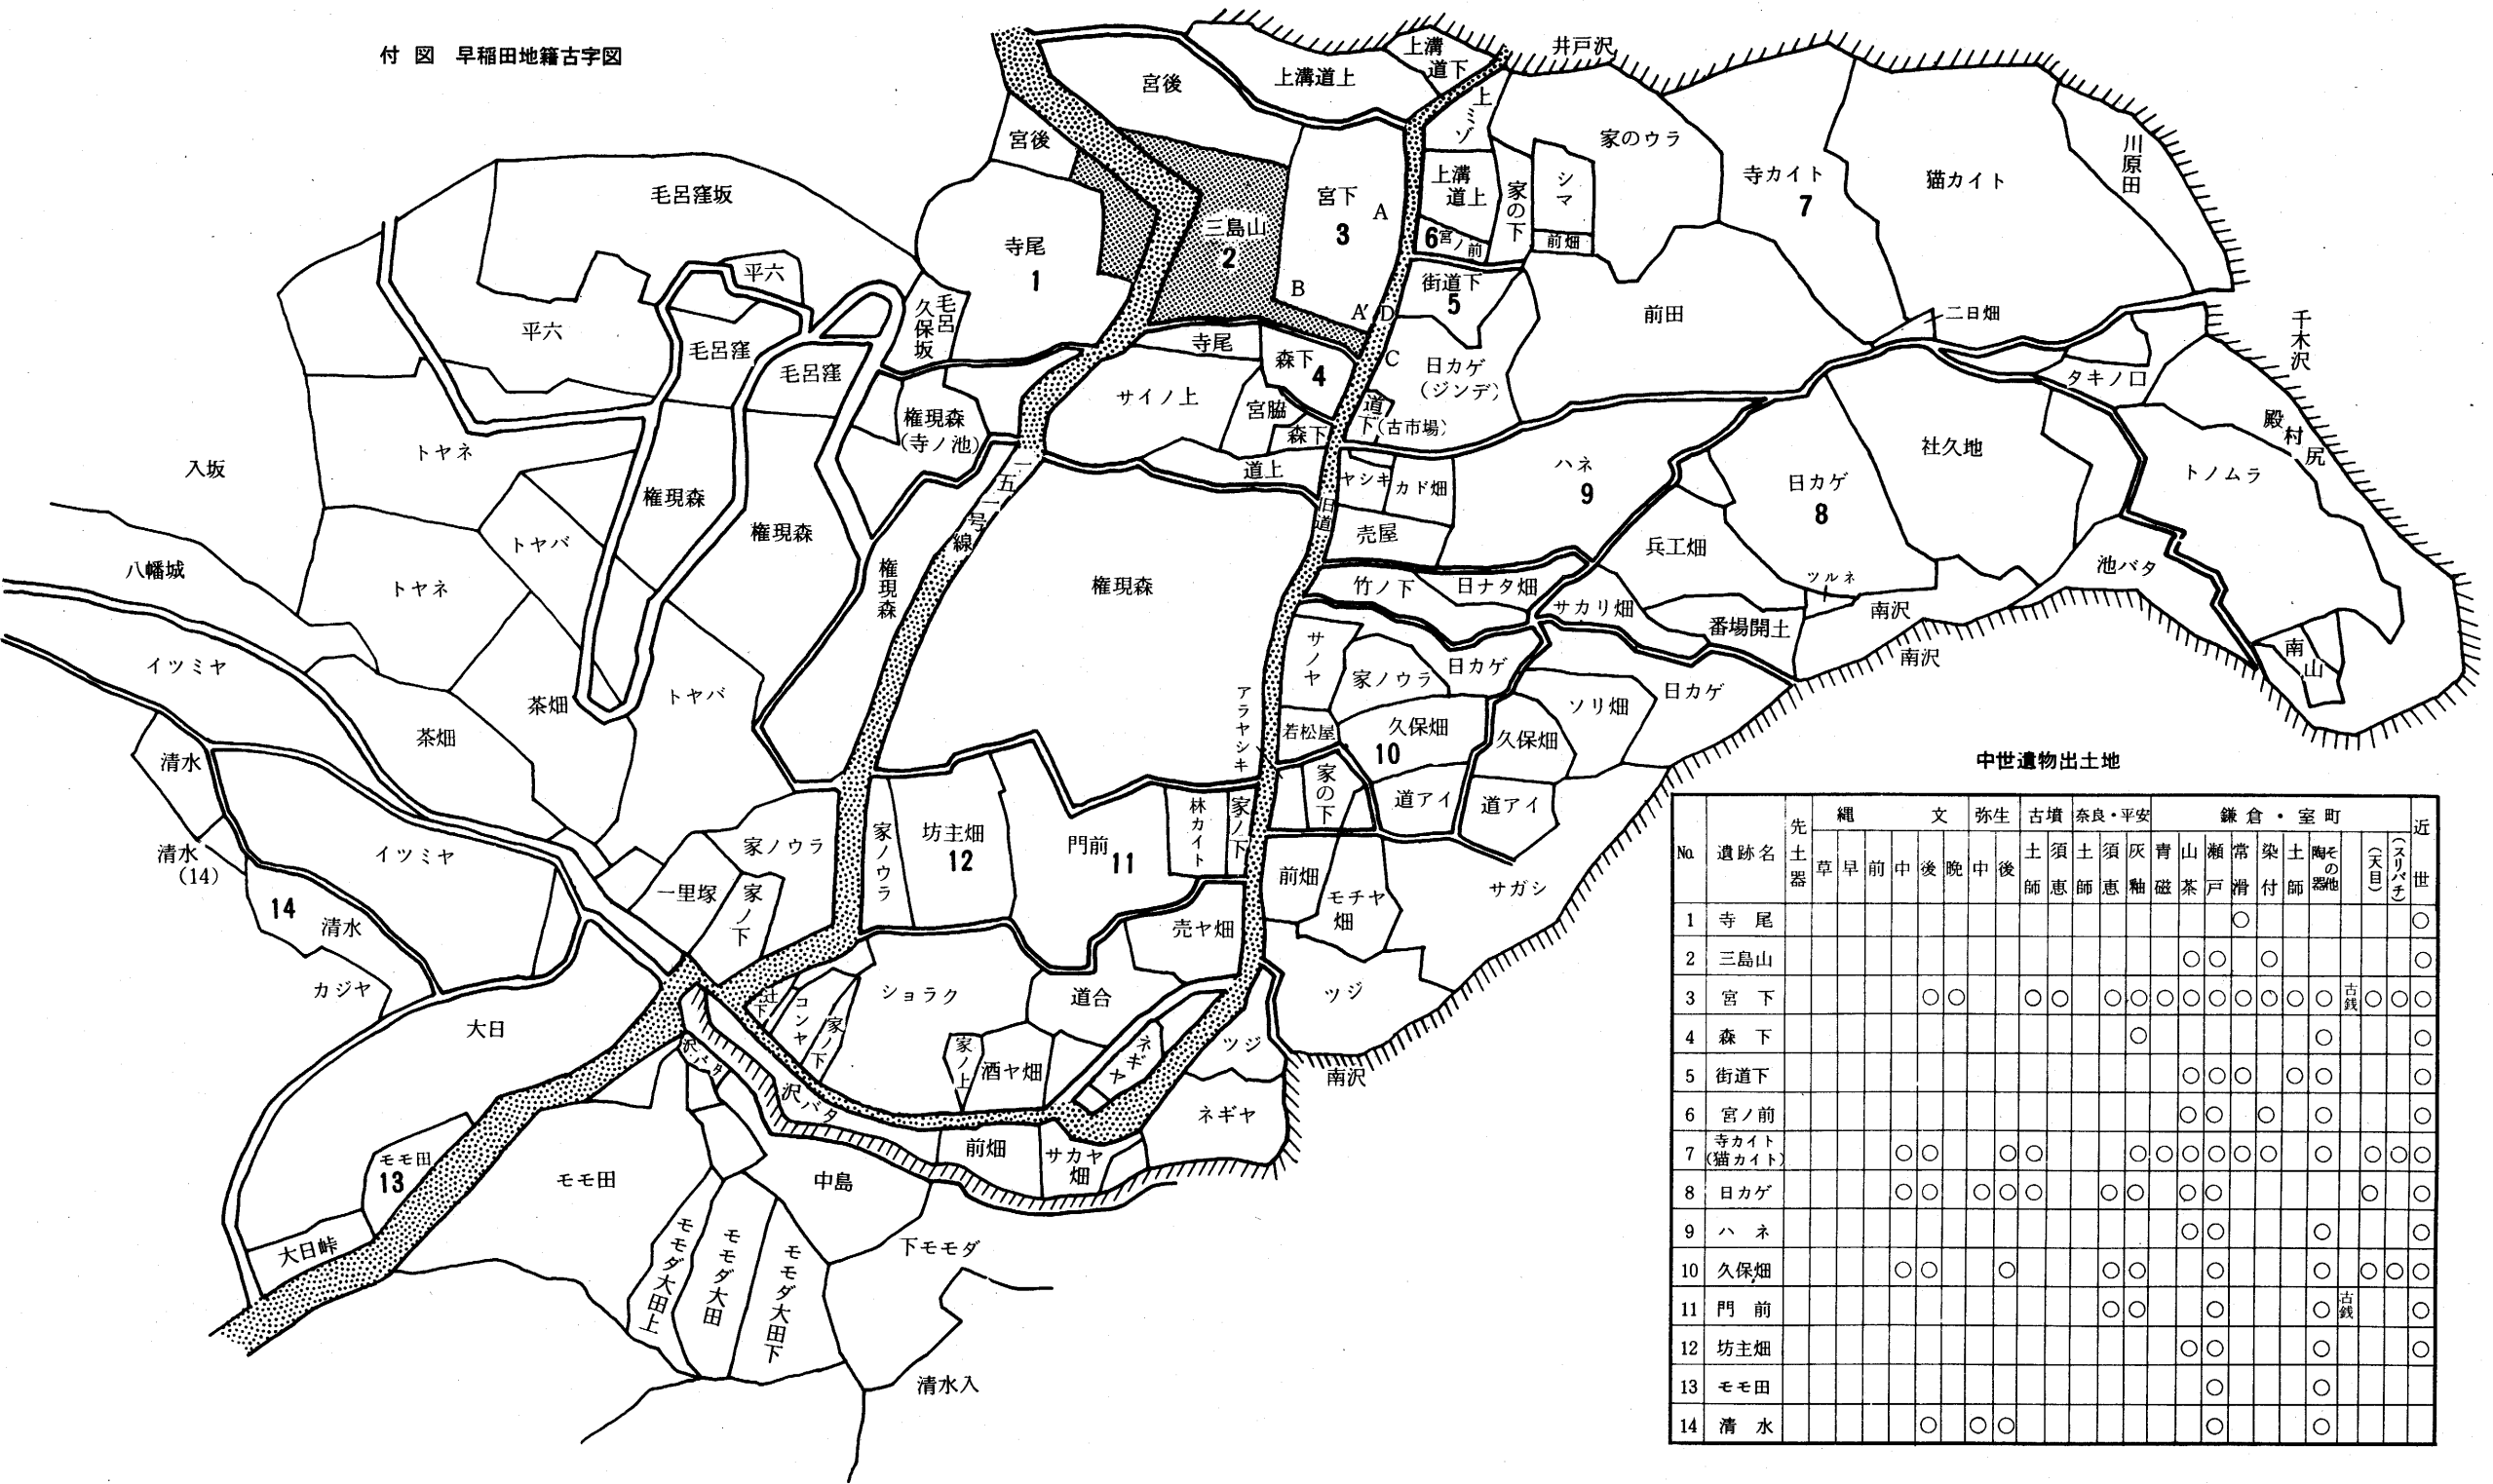 付図 早稲田地籍古字図
上溝道下
井戸沢
宮後
上溝道上
上ミゾ
家のウラ
川原田
宮後
寺カイト
7
猫カイト
毛呂窪坂
上溝道上
シマ
家の下
宮下
A
3
三島山
2
寺尾
1
6
宮ノ前
前畑
平六
街道下
5
B
A'
D
前田
二日畑
千木沢
毛呂久保坂
平六
毛呂窪
毛呂窪
寺尾
森下
4
C
日カゲ
(ジンデ)
タキノ口
サイノ上
宮脇
道下
(古市場)
権現森
(寺ノ池)
森下
殿村尻
トヤネ
入坂
道上
ヤシキ
カド畑
ハネ
9
社久地
トノムラ
日カゲ
8
一五一号線
旧道
権現森
権現森
売屋
トヤバ
兵工畑
八幡城
トヤネ
権現森
権現森
竹ノ下
日ナタ畑
ツルネ
池バタ
サカリ畑
南沢
番場開土
南沢
南山
イツミヤ
トヤバ
茶畑
サノヤ
家ノウラ
日カゲ
日カゲ
ソリ畑
茶畑
アラヤシキ
若松屋
久保畑
10
久保畑
清水
家の下
道アイ
道アイ
林カイト
家ノ下
家ノウラ
坊主畑
12
門前
11
家ノウラ
清水
(14)
イツミヤ
一里塚
家ノ下
前畑
モチヤ畑
サガシ
14
清水
売ヤ畑
カジヤ
辻下
コンヤ
家ノ下
ショラク
道合
ツジ
大日
沢バタ
沢バタ
家ノ上
酒ヤ畑
ネギヤ
ツジ
南沢
ネギヤ
前畑
サカヤ畑
モモ田
13
モモ田
中島
大日峠
モモダ大田上
モモダ大田
モモダ大田下
下モモダ
清水入
中世遺物出土地
No. 遺跡名 先土器 縄文 弥生 古墳 奈良・平安 鎌倉・室町 近世
草 早 前 中 後 晩 中 後 土師 須恵 土師 須恵 灰釉 青磁 山茶 瀬戸 常滑 染付 土師 その他陶器 (天目) (スリバチ)
1 寺尾 ○ ○
2 三島山 ○ ○ ○ ○
3 宮下 ○ ○ ○ ○ ○ ○ ○ ○ ○ ○ ○ ○ ○ 古銭 ○ ○ ○
4 森下 ○ ○ ○
5 街道下 ○ ○ ○ ○ ○ ○
6 宮ノ前 ○ ○ ○ ○ ○
7 寺カイト(猫カイト) ○ ○ ○ ○ ○ ○ ○ ○ ○ ○ ○ ○ ○ ○
8 日カゲ ○ ○ ○ ○ ○ ○ ○ ○ ○ ○ ○
9 ハネ ○ ○ ○ ○
10 久保畑 ○ ○ ○ ○ ○ ○ ○ ○ ○ ○
11 門前 ○ ○ ○ ○ 古銭 ○
12 坊主畑 ○ ○ ○ ○
13 モモ田 ○ ○
14 清水 ○ ○ ○ ○ ○